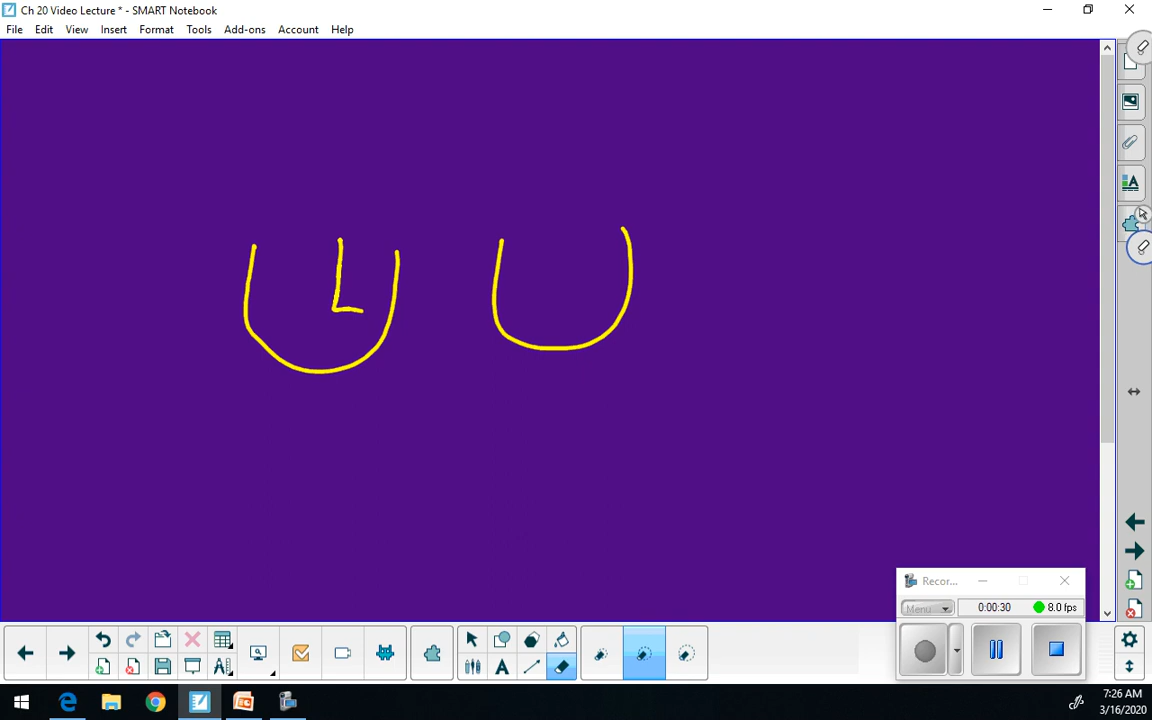 Ch 20 Video Lecture * - SMART Notebook
File Edit View Insert Format Tools Add-ons Account Help
L
Recor...
Menu 0:00:30 8.0 fps
7:26 AM
3/16/2020